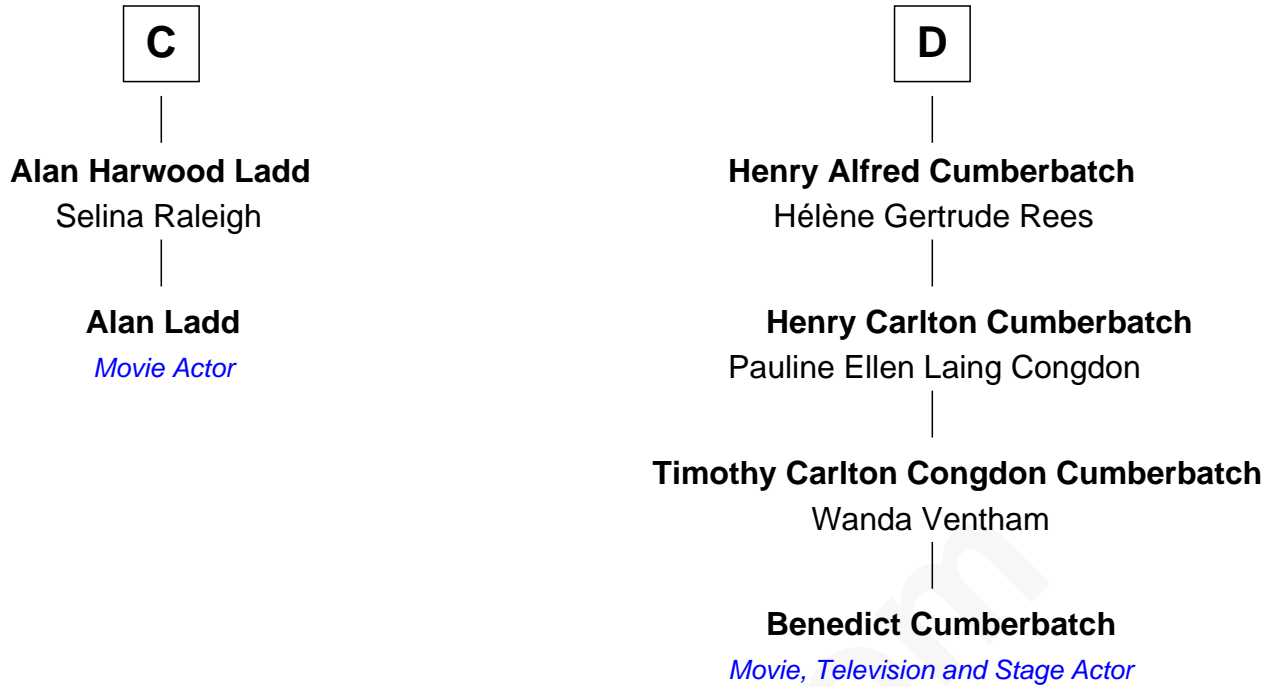 C
Alan Harwood Ladd
Selina Raleigh
Alan Ladd
Movie Actor
D
Henry Alfred Cumberbatch
Hélène Gertrude Rees
Henry Carlton Cumberbatch
Pauline Ellen Laing Congdon
Timothy Carlton Congdon Cumberbatch
Wanda Ventham
Benedict Cumberbatch
Movie, Television and Stage Actor